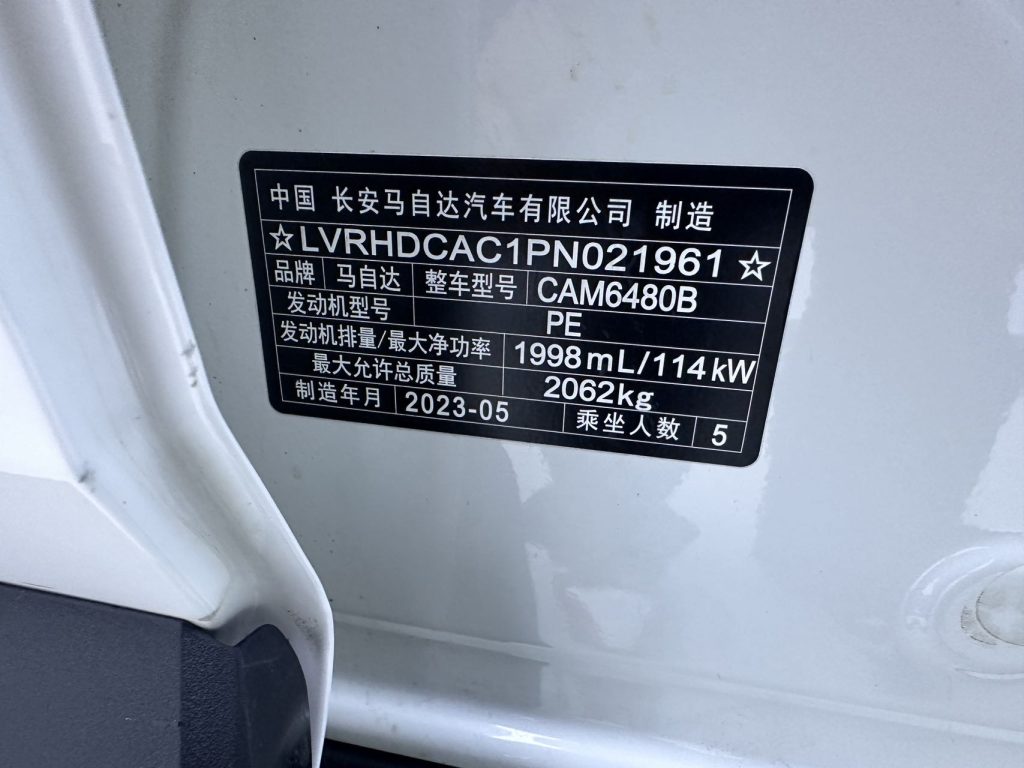 中国 长安马自达汽车有限公司 制造
☆LVRHDCAC1PN021961☆
品牌 马自达 整车型号 CAM6480B
发动机型号 PE
发动机排量/最大净功率 1998mL/114kW
最大允许总质量 2062kg
制造年月 2023-05 乘坐人数 5